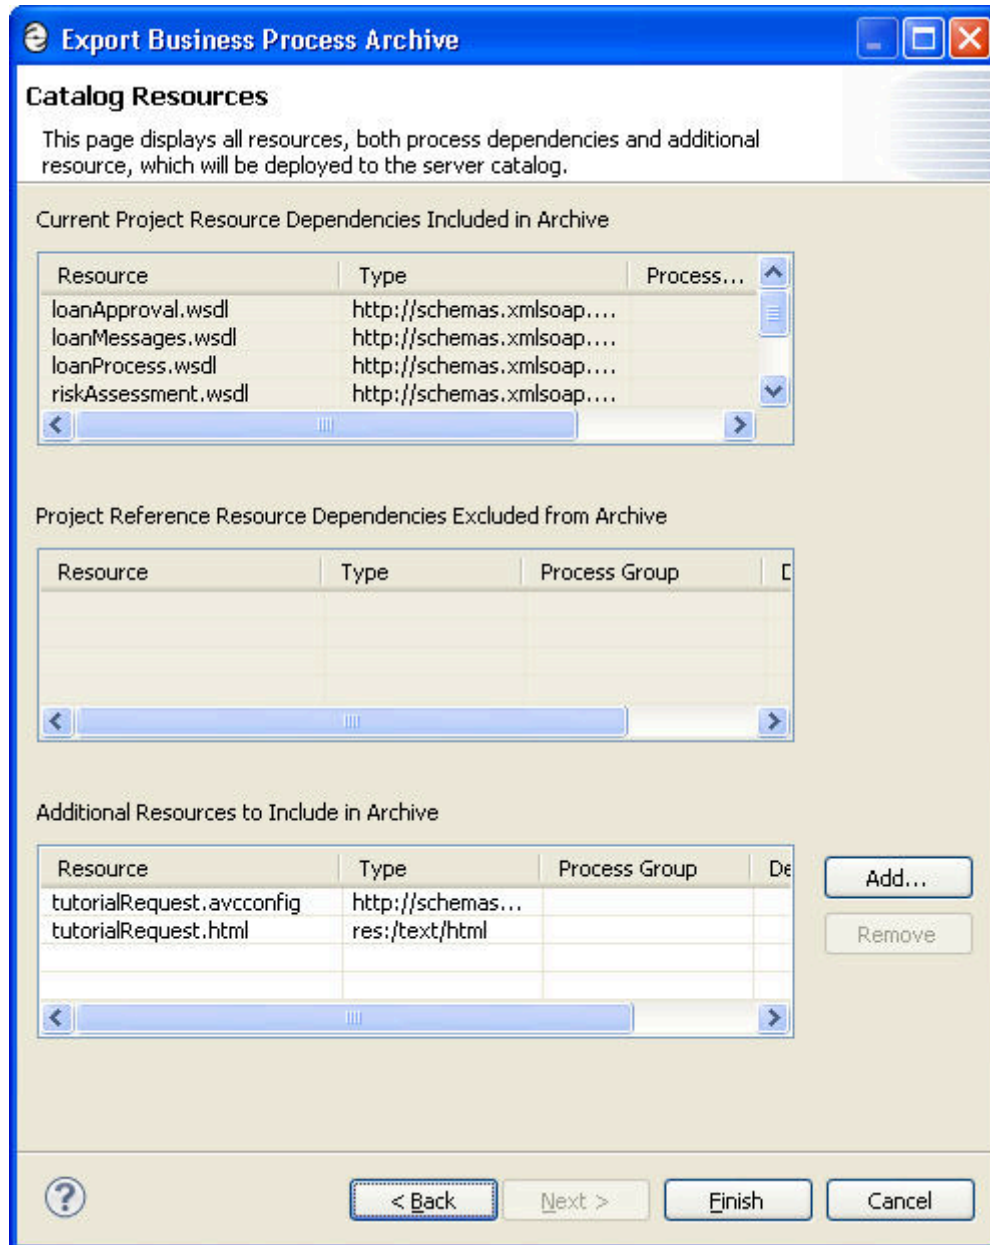 Export Business Process Archive
Catalog Resources
This page displays all resources, both process dependencies and additional
resource, which will be deployed to the server catalog.
Current Project Resource Dependencies Included in Archive
Resource Type Process...
loanApproval.wsdl http://schemas.xmlsoap....
loanMessages.wsdl http://schemas.xmlsoap....
loanProcess.wsdl http://schemas.xmlsoap....
riskAssessment.wsdl http://schemas.xmlsoap....
Project Reference Resource Dependencies Excluded from Archive
Resource Type Process Group
Additional Resources to Include in Archive
Resource Type Process Group De
Add...
tutorialRequest.avcconfig http://schemas...
tutorialRequest.html res:/text/html
Remove
? < Back Next > Finish Cancel